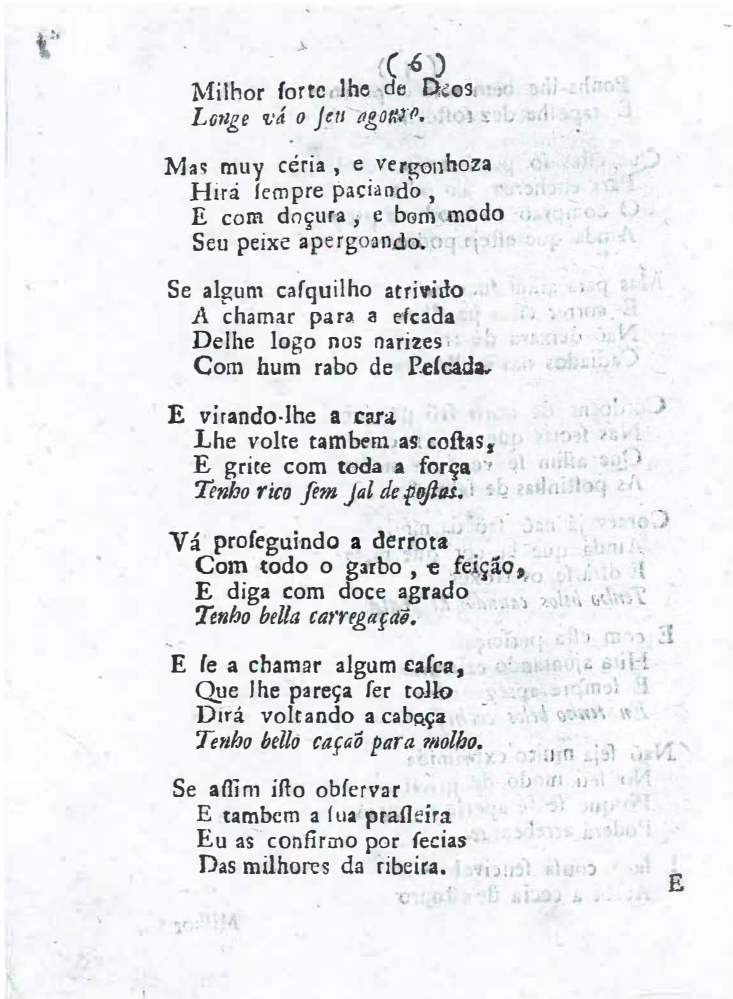 ( 6 )
Milhor ſorte lhe de Deos
Longe vá o ſeu agouro.
Mas muy céria , e vergonhoza
Hirá ſempre paciando ,
E com doçura , e bom modo
Seu peixe apergoando.
Se algum caſquilho atrivido
A chamar para a eſcada
Delhe logo nos narizes
Com hum rabo de Peſcada.
E virando-lhe a cara
Lhe volte tambem as coſtas,
E grite com toda a força
Tenho rico ſem ſal de poſtas.
Vá proſeguindo a derrota
Com todo o garbo , e feição,
E diga com doce agrado
Tenho bella carregaçaõ.
E ſe a chamar algum caſca,
Que lhe pareça ſer tollo
Dirá voltando a cabeça
Tenho bello caçaõ para molho.
Se aſſim iſto obſervar
E tambem a ſua praſſeira
Eu as confirmo por ſecias
Das milhores da ribeira.
E